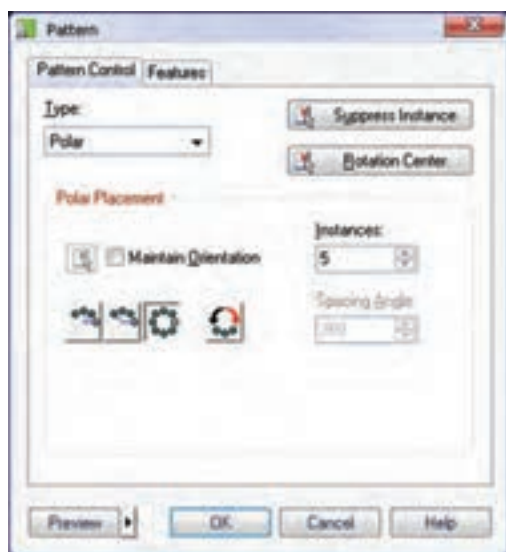 Pattern
Pattern Control Features
Type:
Polar
Suppress Instance
Rotation Center
Polar Placement
Maintain Orientation
Instances:
5
Spacing Angle
Preview OK Cancel Help